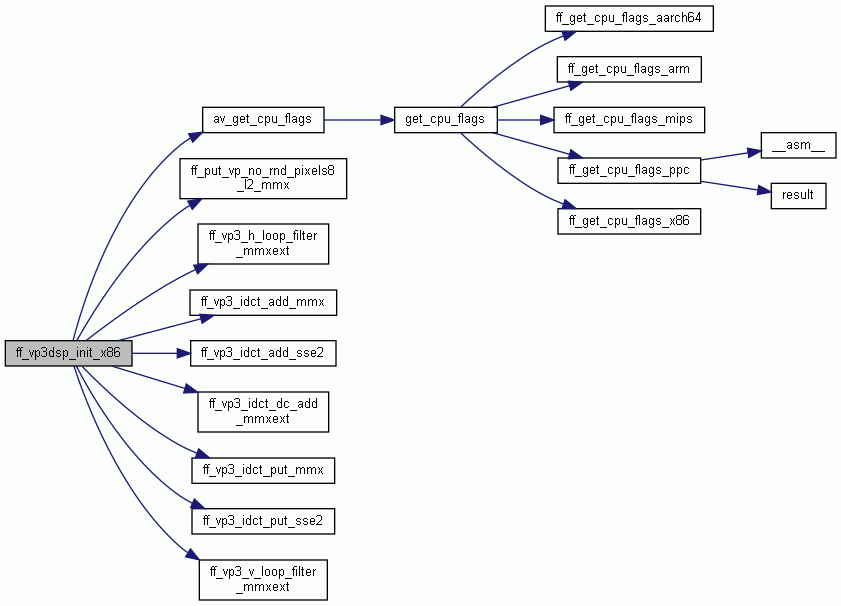 ff_get_cpu_flags_aarch64
ff_get_cpu_flags_arm
av_get_cpu_flags
get_cpu_flags
ff_get_cpu_flags_mips
__asm__
ff_put_vp_no_rnd_pixels8
_l2_mmx
ff_get_cpu_flags_ppc
result
ff_get_cpu_flags_x86
ff_vp3_h_loop_filter
_mmxext
ff_vp3_idct_add_mmx
ff_vp3dsp_init_x86
ff_vp3_idct_add_sse2
ff_vp3_idct_dc_add
_mmxext
ff_vp3_idct_put_mmx
ff_vp3_idct_put_sse2
ff_vp3_v_loop_filter
_mmxext